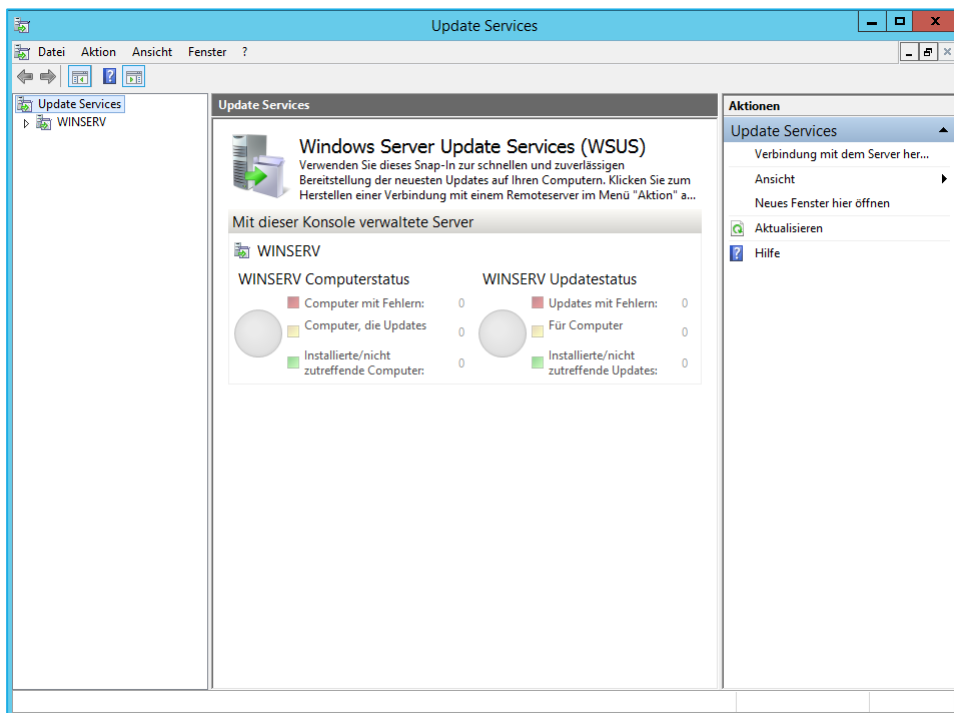 Update Services
Datei Aktion Ansicht Fenster ?
Update Services
WINSERV
Update Services
Windows Server Update Services (WSUS)
Verwenden Sie dieses Snap-In zur schnellen und zuverlässigen
Bereitstellung der neuesten Updates auf Ihren Computern. Klicken Sie zum
Herstellen einer Verbindung mit einem Remoteserver im Menü "Aktion" a...
Mit dieser Konsole verwaltete Server
WINSERV
WINSERV Computerstatus
Computer mit Fehlern: 0
Computer, die Updates 0
Installierte/nicht
zutreffende Computer: 0
WINSERV Updatestatus
Updates mit Fehlern: 0
Für Computer 0
Installierte/nicht
zutreffende Updates: 0
Aktionen
Update Services
Verbindung mit dem Server her...
Ansicht
Neues Fenster hier öffnen
Aktualisieren
Hilfe